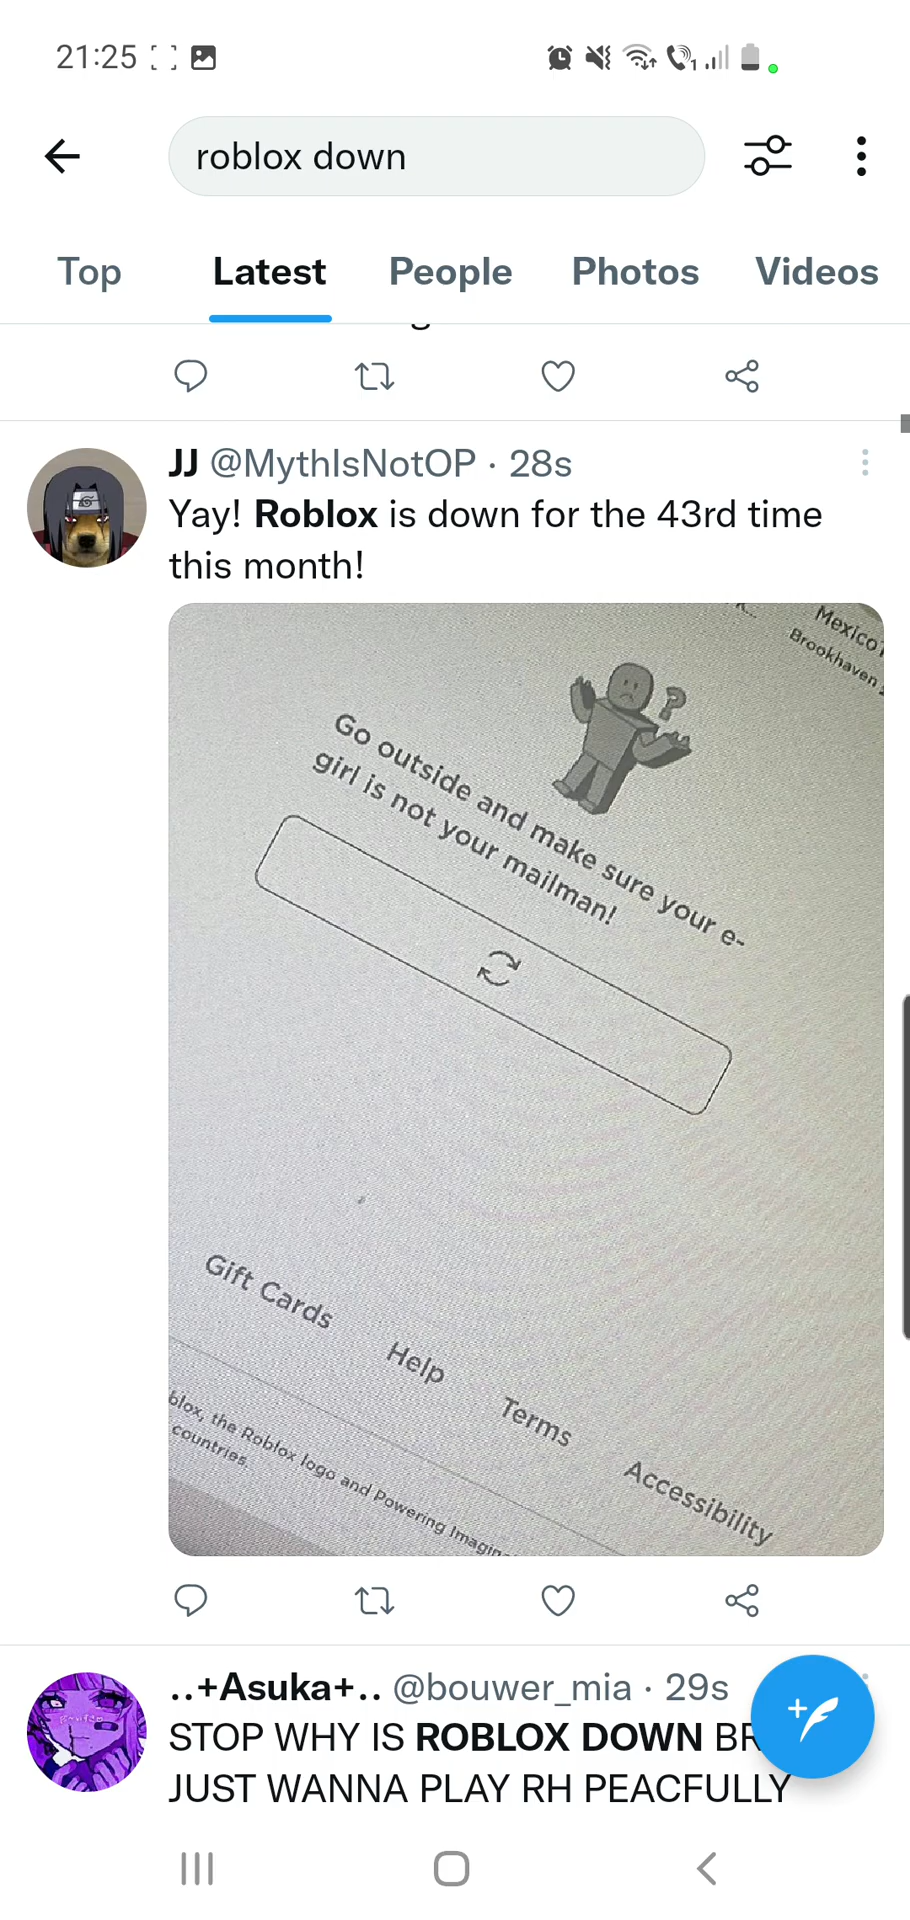 21:25
roblox down
Top Latest People Photos Videos
JJ @MythIsNotOP · 28s
Yay! Roblox is down for the 43rd time
this month!
Mexico
Brookhaven
Go outside and make sure your e-
girl is not your mailman!
Gift Cards
Help
Terms
Accessibility
blox, the Roblox logo and Powering Imagin
countries.
..+Asuka+.. @bouwer_mia · 29s
STOP WHY IS ROBLOX DOWN
JUST WANNA PLAY RH PEACFULLY